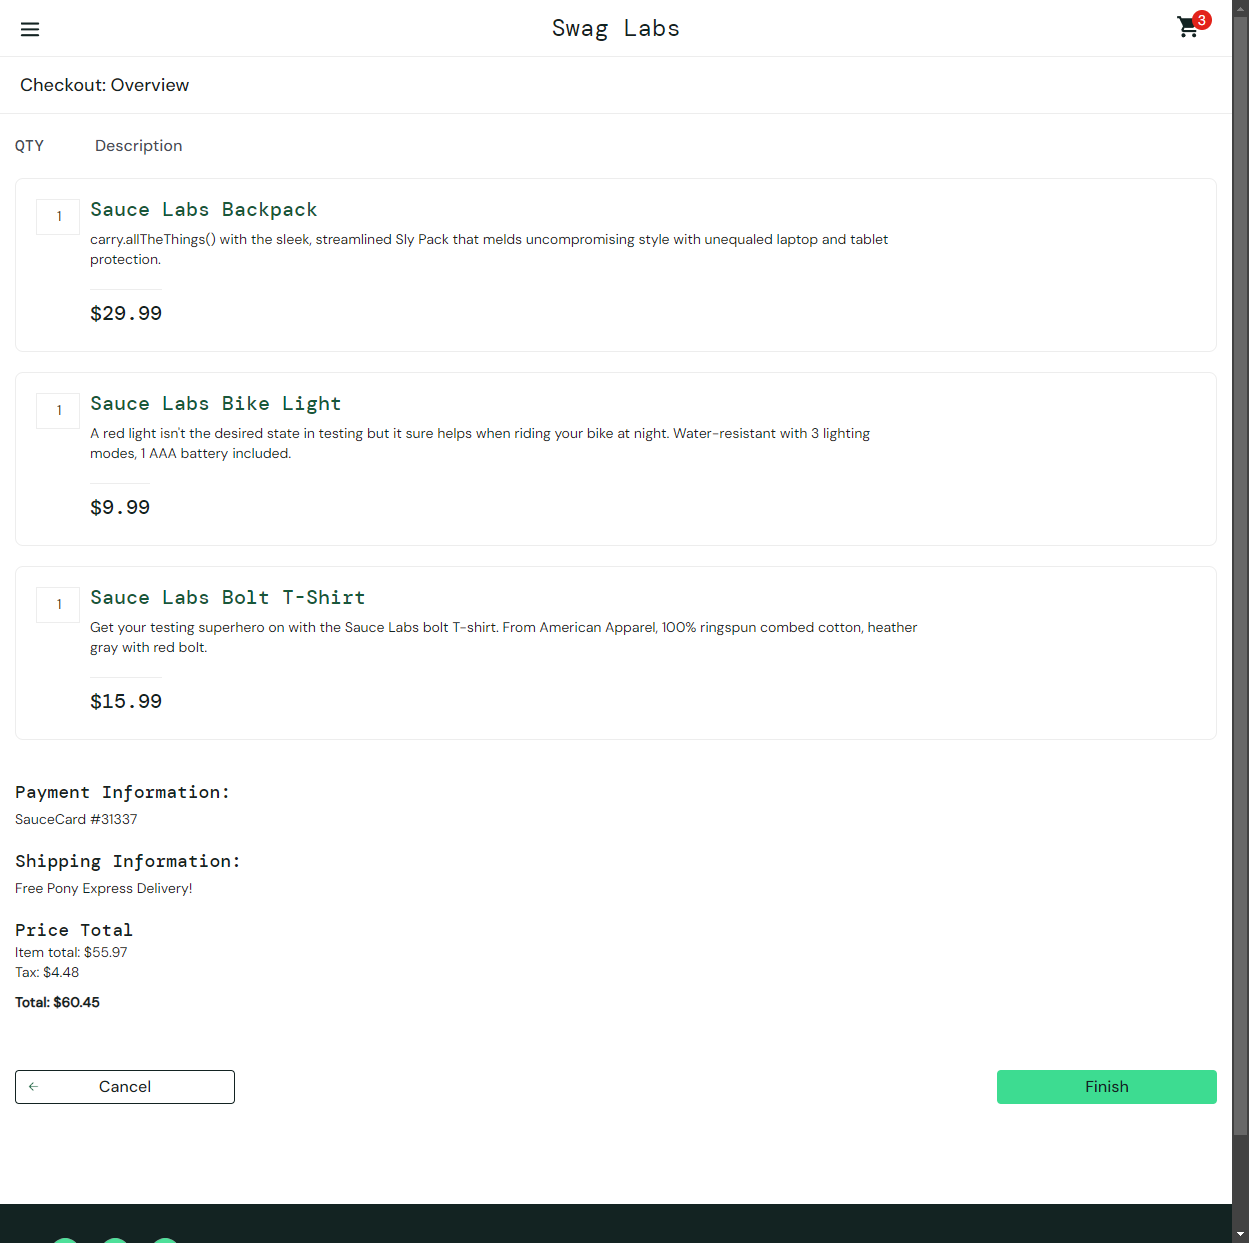 Swag Labs
3
Checkout: Overview
QTY Description
1
Sauce Labs Backpack
carry.allTheThings() with the sleek, streamlined Sly Pack that melds uncompromising style with unequaled laptop and tablet
protection.
$29.99
1
Sauce Labs Bike Light
A red light isn't the desired state in testing but it sure helps when riding your bike at night. Water-resistant with 3 lighting
modes, 1 AAA battery included.
$9.99
1
Sauce Labs Bolt T-Shirt
Get your testing superhero on with the Sauce Labs bolt T-shirt. From American Apparel, 100% ringspun combed cotton, heather
gray with red bolt.
$15.99
Payment Information:
SauceCard #31337
Shipping Information:
Free Pony Express Delivery!
Price Total
Item total: $55.97
Tax: $4.48
Total: $60.45
Cancel
Finish